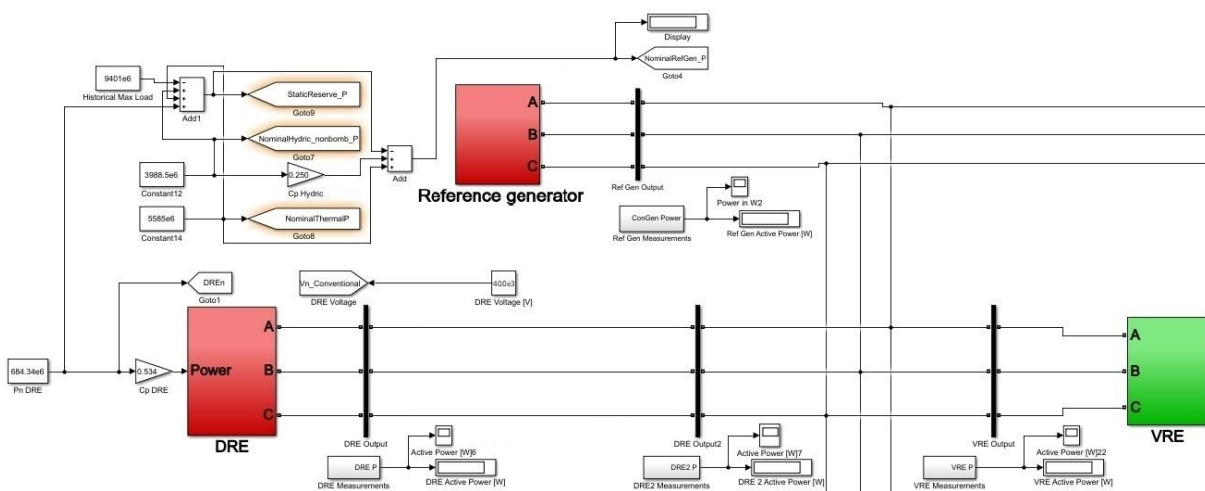 Display
NominalRefGen_P
Goto4
9401e6
Historical Max Load
Add1
StaticReserve_P
Goto9
NominalHydric_nonbomb_P
Goto7
3988.5e6
Constant12
0.250
Cp Hydric
Add
5585e6
Constant14
NominalThermalP
Goto8
A
B
C
Reference generator
Ref Gen Output
Power in W2
ConGen Power
Ref Gen Measurements
Ref Gen Active Power [W]
DREn
Goto1
Vn_Conventional
DRE Voltage
400e3
DRE Voltage [V]
684.34e6
Pn DRE
0.534
Cp DRE
Power
A
B
C
DRE
DRE Output
Active Power [W]6
DRE P
DRE Measurements
DRE Active Power [W]
DRE Output2
Active Power [W]7
DRE2 P
DRE2 Measurements
DRE 2 Active Power [W]
VRE Output
Active Power [W]22
VRE P
VRE Measurements
VRE Active Power [W]
A
B
C
VRE